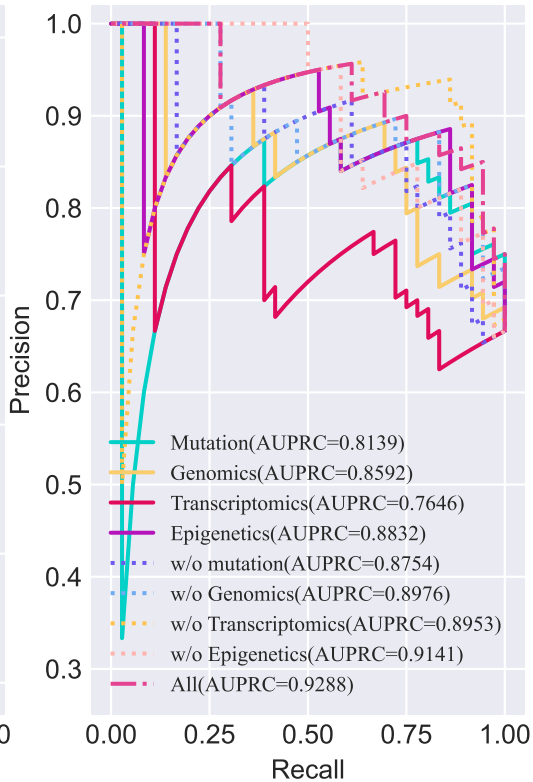 1.0
0.9
0.8
0.7
0.6
0.5
0.4
0.3
Precision
Mutation(AUPRC=0.8139)
Genomics(AUPRC=0.8592)
Transcriptomics(AUPRC=0.7646)
Epigenetics(AUPRC=0.8832)
w/o mutation(AUPRC=0.8754)
w/o Genomics(AUPRC=0.8976)
w/o Transcriptomics(AUPRC=0.8953)
w/o Epigenetics(AUPRC=0.9141)
All(AUPRC=0.9288)
0 0.00 0.25 0.50 0.75 1.00
Recall